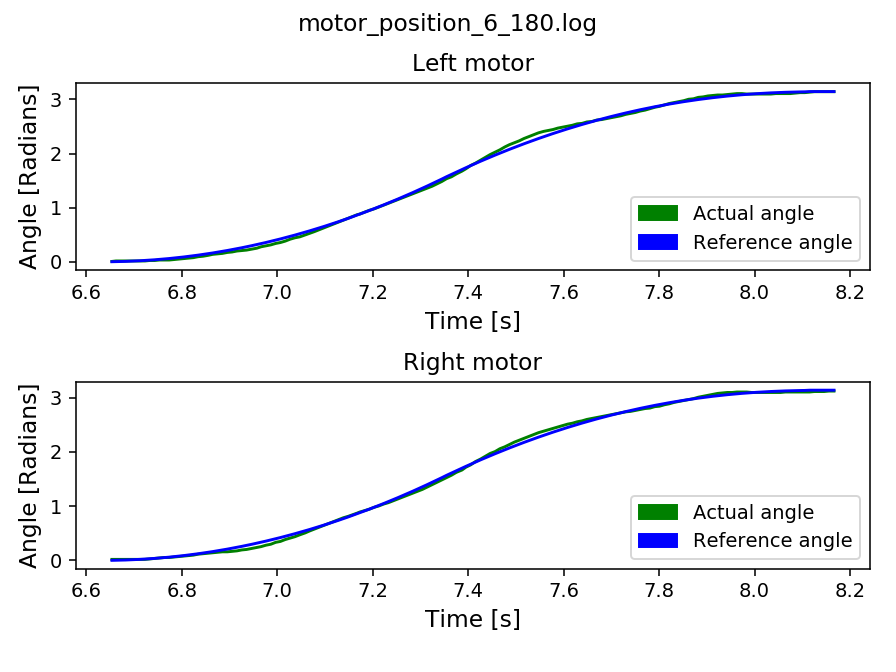 motor_position_6_180.log
Left motor
Angle [Radians]
3
2
1
0
Actual angle
Reference angle
6.6 6.8 7.0 7.2 7.4 7.6 7.8 8.0 8.2
Time [s]
Right motor
Angle [Radians]
3
2
1
0
Actual angle
Reference angle
6.6 6.8 7.0 7.2 7.4 7.6 7.8 8.0 8.2
Time [s]